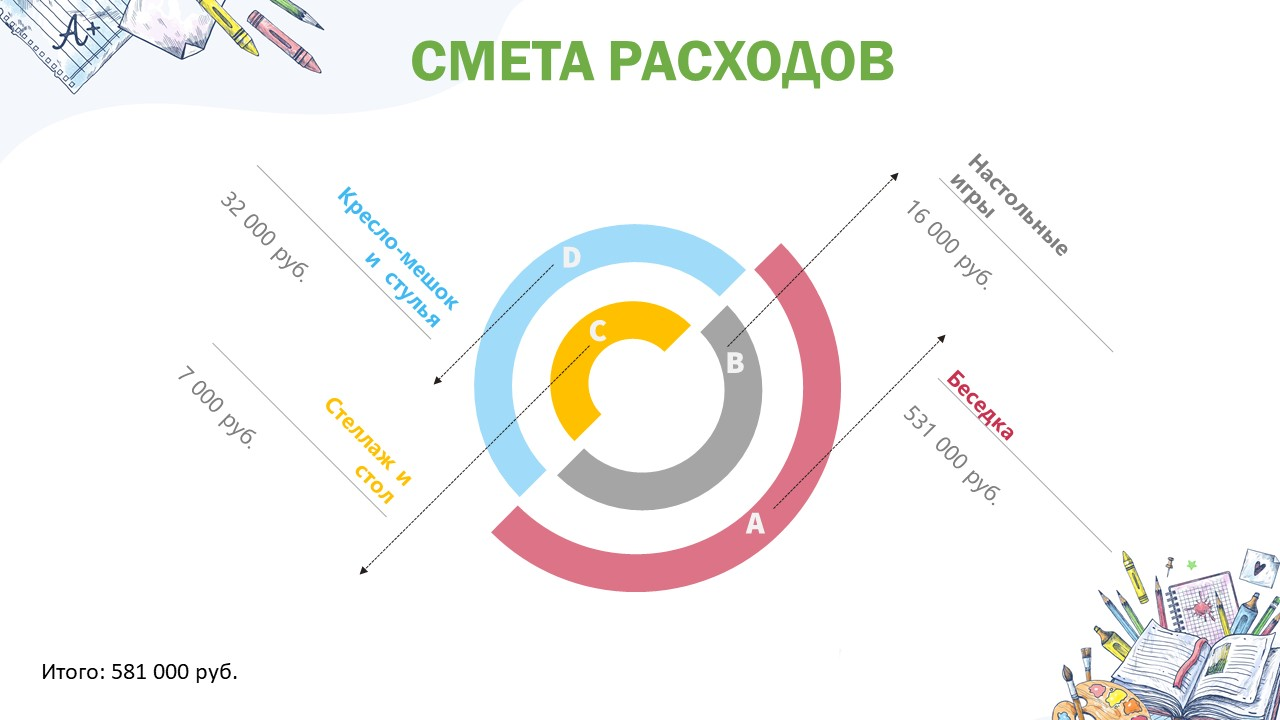 A+
СМЕТА РАСХОДОВ
Кресло-мешок
и стулья
32 000 руб.
Стеллаж и
стол
7 000 руб.
D
C
B
A
Настольные
игры
16 000 руб.
Беседка
531 000 руб.
Итого: 581 000 руб.